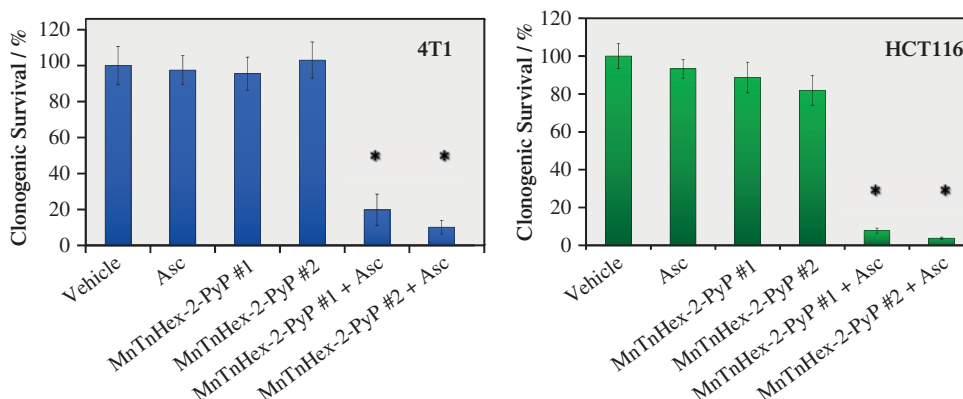 Clonogenic Survival / %
120
100
80
60
40
20
0
4T1
*
*
Vehicle
Asc
MnTnHex-2-PyP #1
MnTnHex-2-PyP #2
MnTnHex-2-PyP #1 + Asc
MnTnHex-2-PyP #2 + Asc
Clonogenic Survival / %
120
100
80
60
40
20
0
HCT116
*
*
Vehicle
Asc
MnTnHex-2-PyP #1
MnTnHex-2-PyP #2
MnTnHex-2-PyP #1 + Asc
MnTnHex-2-PyP #2 + Asc